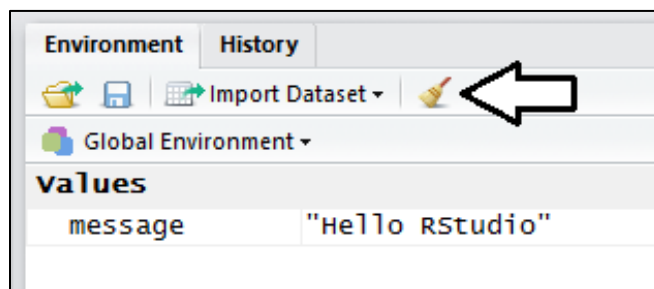 Environment History
Import Dataset
Global Environment
Values
message "Hello RStudio"